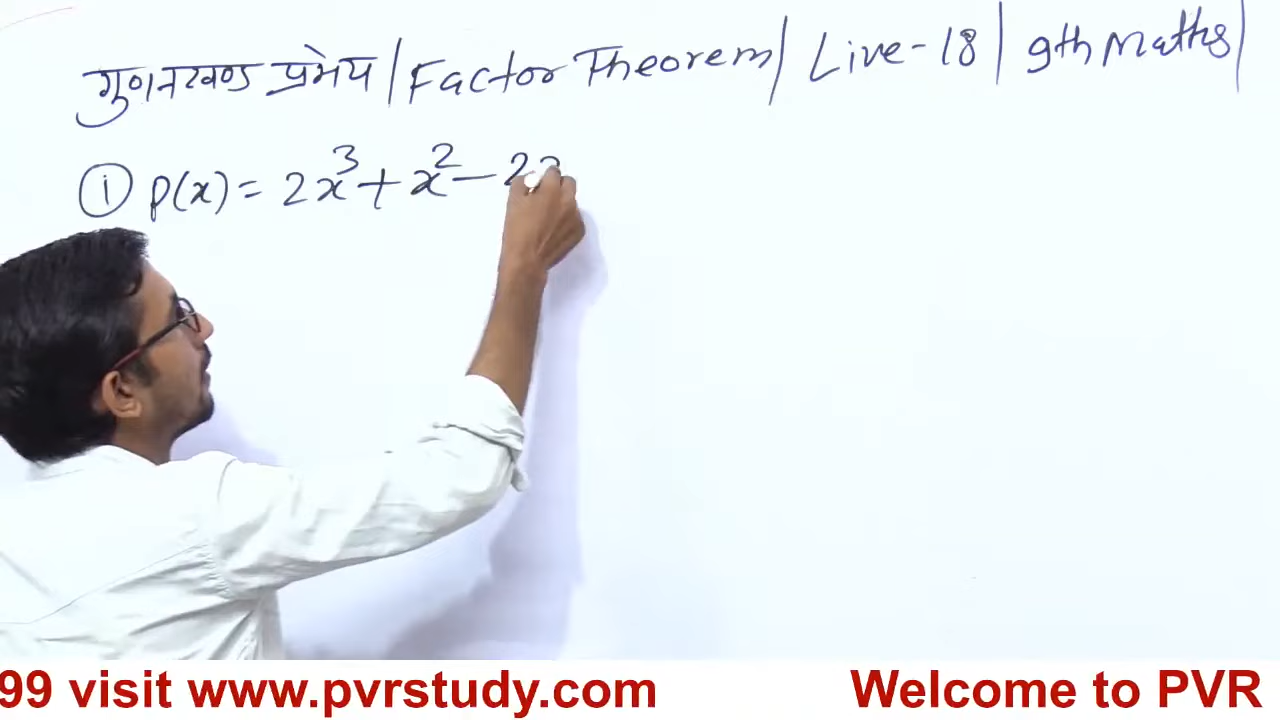 गुणनखण्ड प्रमेय | Factor Theorem | Live-18 | 9th Maths |
① p(x) = 2x³ + x² - 2
99 visit www.pvrstudy.com Welcome to PVR